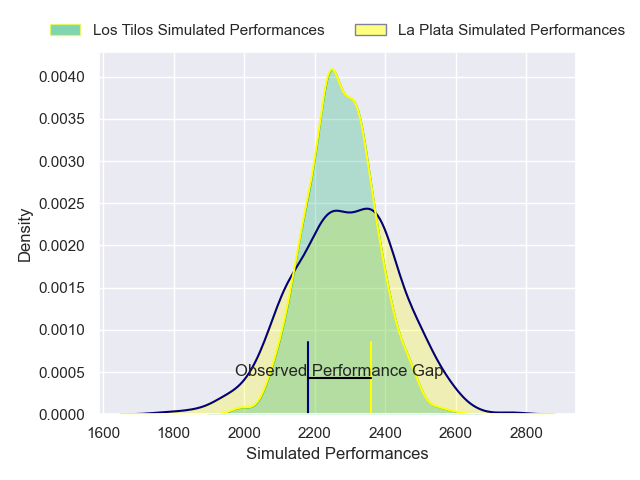 Los Tilos Simulated Performances
La Plata Simulated Performances
0.0040
0.0035
0.0030
0.0025
0.0020
0.0015
0.0010
0.0005
0.0000
Density
Observed Performance Gap
1600 1800 2000 2200 2400 2600 2800
Simulated Performances